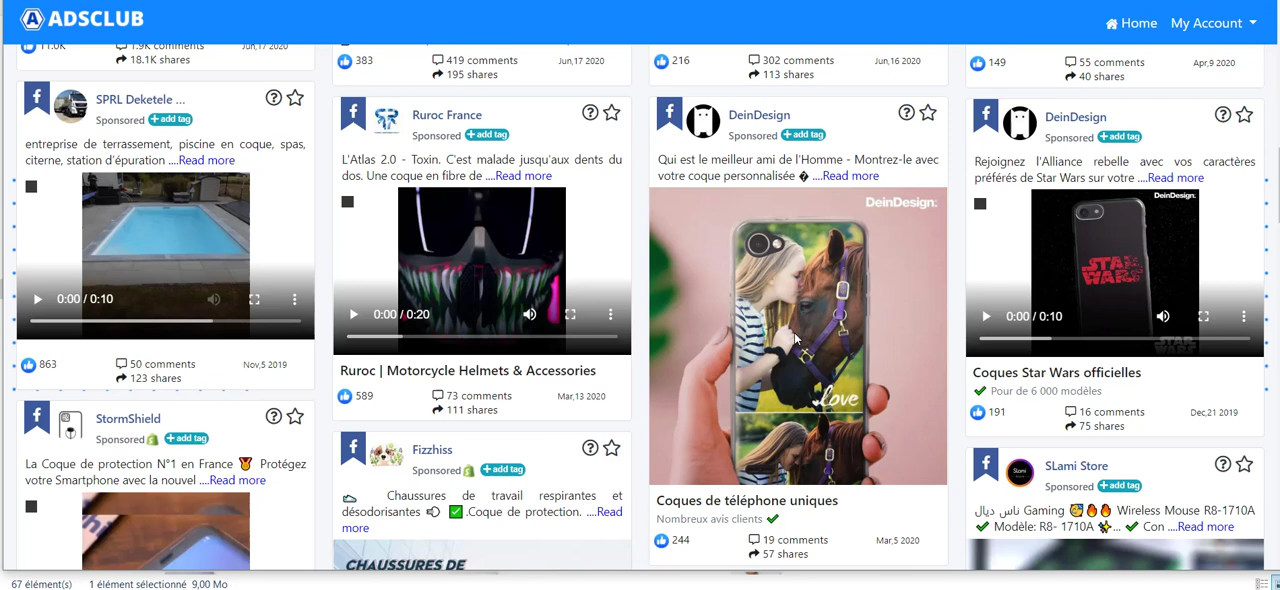 ADSCLUB
Home My Account
11.0K
1.9K comments
Jun,17 2020
18.1K shares
383
419 comments
Jun,17 2020
195 shares
216
302 comments
Jun,16 2020
113 shares
149
55 comments
Apr,9 2020
40 shares
SPRL Deketele ...
Sponsored + add tag
entreprise de terrassement, piscine en coque, spas,
citerne, station d'épuration ....Read more
0:00 / 0:10
863
50 comments
Nov,5 2019
123 shares
StormShield
Sponsored + add tag
La Coque de protection N°1 en France 🏅 Protégez
votre Smartphone avec la nouvel ....Read more
Ruroc France
Sponsored + add tag
L'Atlas 2.0 - Toxin. C'est malade jusqu'aux dents du
dos. Une coque en fibre de ....Read more
0:00 / 0:20
Ruroc | Motorcycle Helmets & Accessories
589
73 comments
Mar,13 2020
111 shares
Fizzhiss
Sponsored + add tag
👟 Chaussures de travail respirantes et
désodorisantes ✅.Coque de protection. ....Read
more
CHAUSSURES DE
DeinDesign
Sponsored + add tag
Qui est le meilleur ami de l'Homme - Montrez-le avec
votre coque personnalisée � ....Read more
DeinDesign.
Love
Coques de téléphone uniques
Nombreux avis clients ✔
244
19 comments
Mar,5 2020
57 shares
DeinDesign
Sponsored + add tag
Rejoignez l'Alliance rebelle avec vos caractères
préférés de Star Wars sur votre ....Read more
DeinDesign.
STAR
WARS
0:00 / 0:10
Coques Star Wars officielles
✔ Pour de 6 000 modèles
191
16 comments
Dec,21 2019
75 shares
SLami Store
Sponsored + add tag
ناس ديال Gaming 🔥🔥 Wireless Mouse R8-1710A
✔ Modèle: R8- 1710A ✨... ✔ Con ....Read more
67 élément(s) 1 élément sélectionné 9,00 Mo